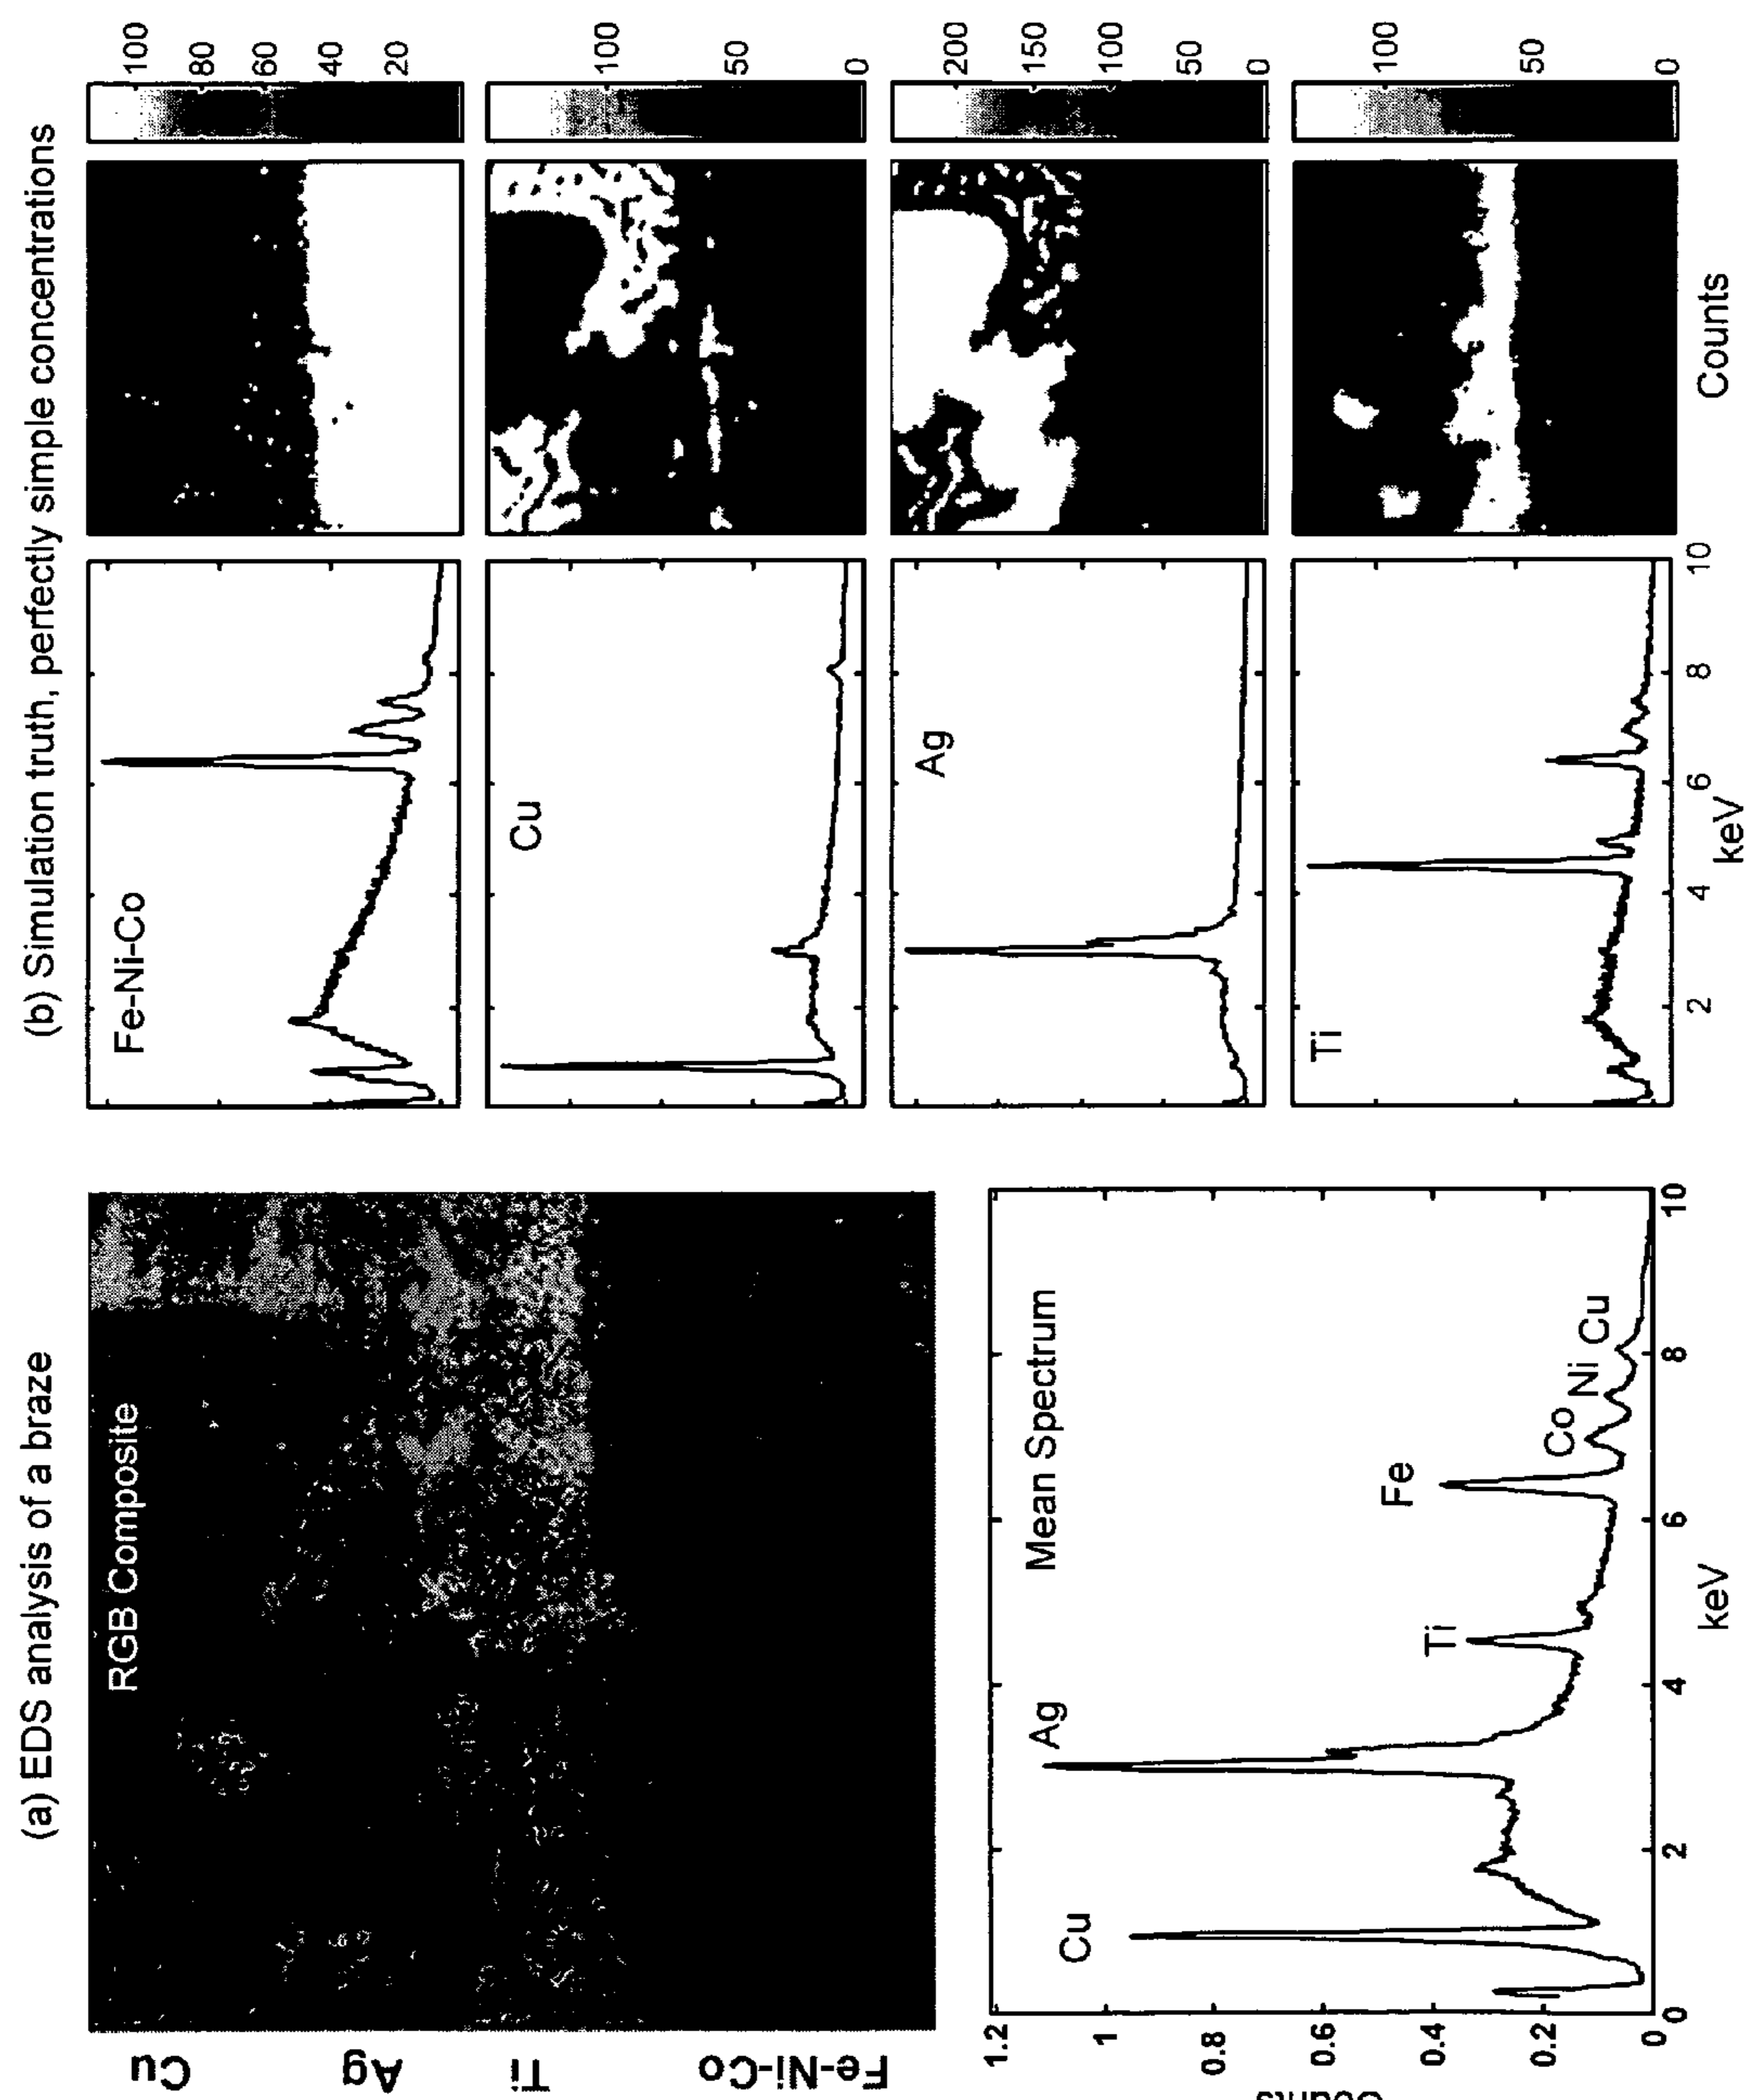 (a) EDS analysis of a braze
RGB Composite
Cu
Ag
Ti
Fe-Ni-Co
Mean Spectrum
Cu
Ag
Ti
Fe
Co
Ni
Cu
1.2
1
0.8
0.6
0.4
0.2
0
0
2
4
6
8
10
keV
Counts
(b) Simulation truth, perfectly simple concentrations
Fe-Ni-Co
100
80
60
40
20
Cu
100
50
0
Ag
200
150
100
50
0
Ti
100
50
0
2
4
6
8
10
keV
Counts